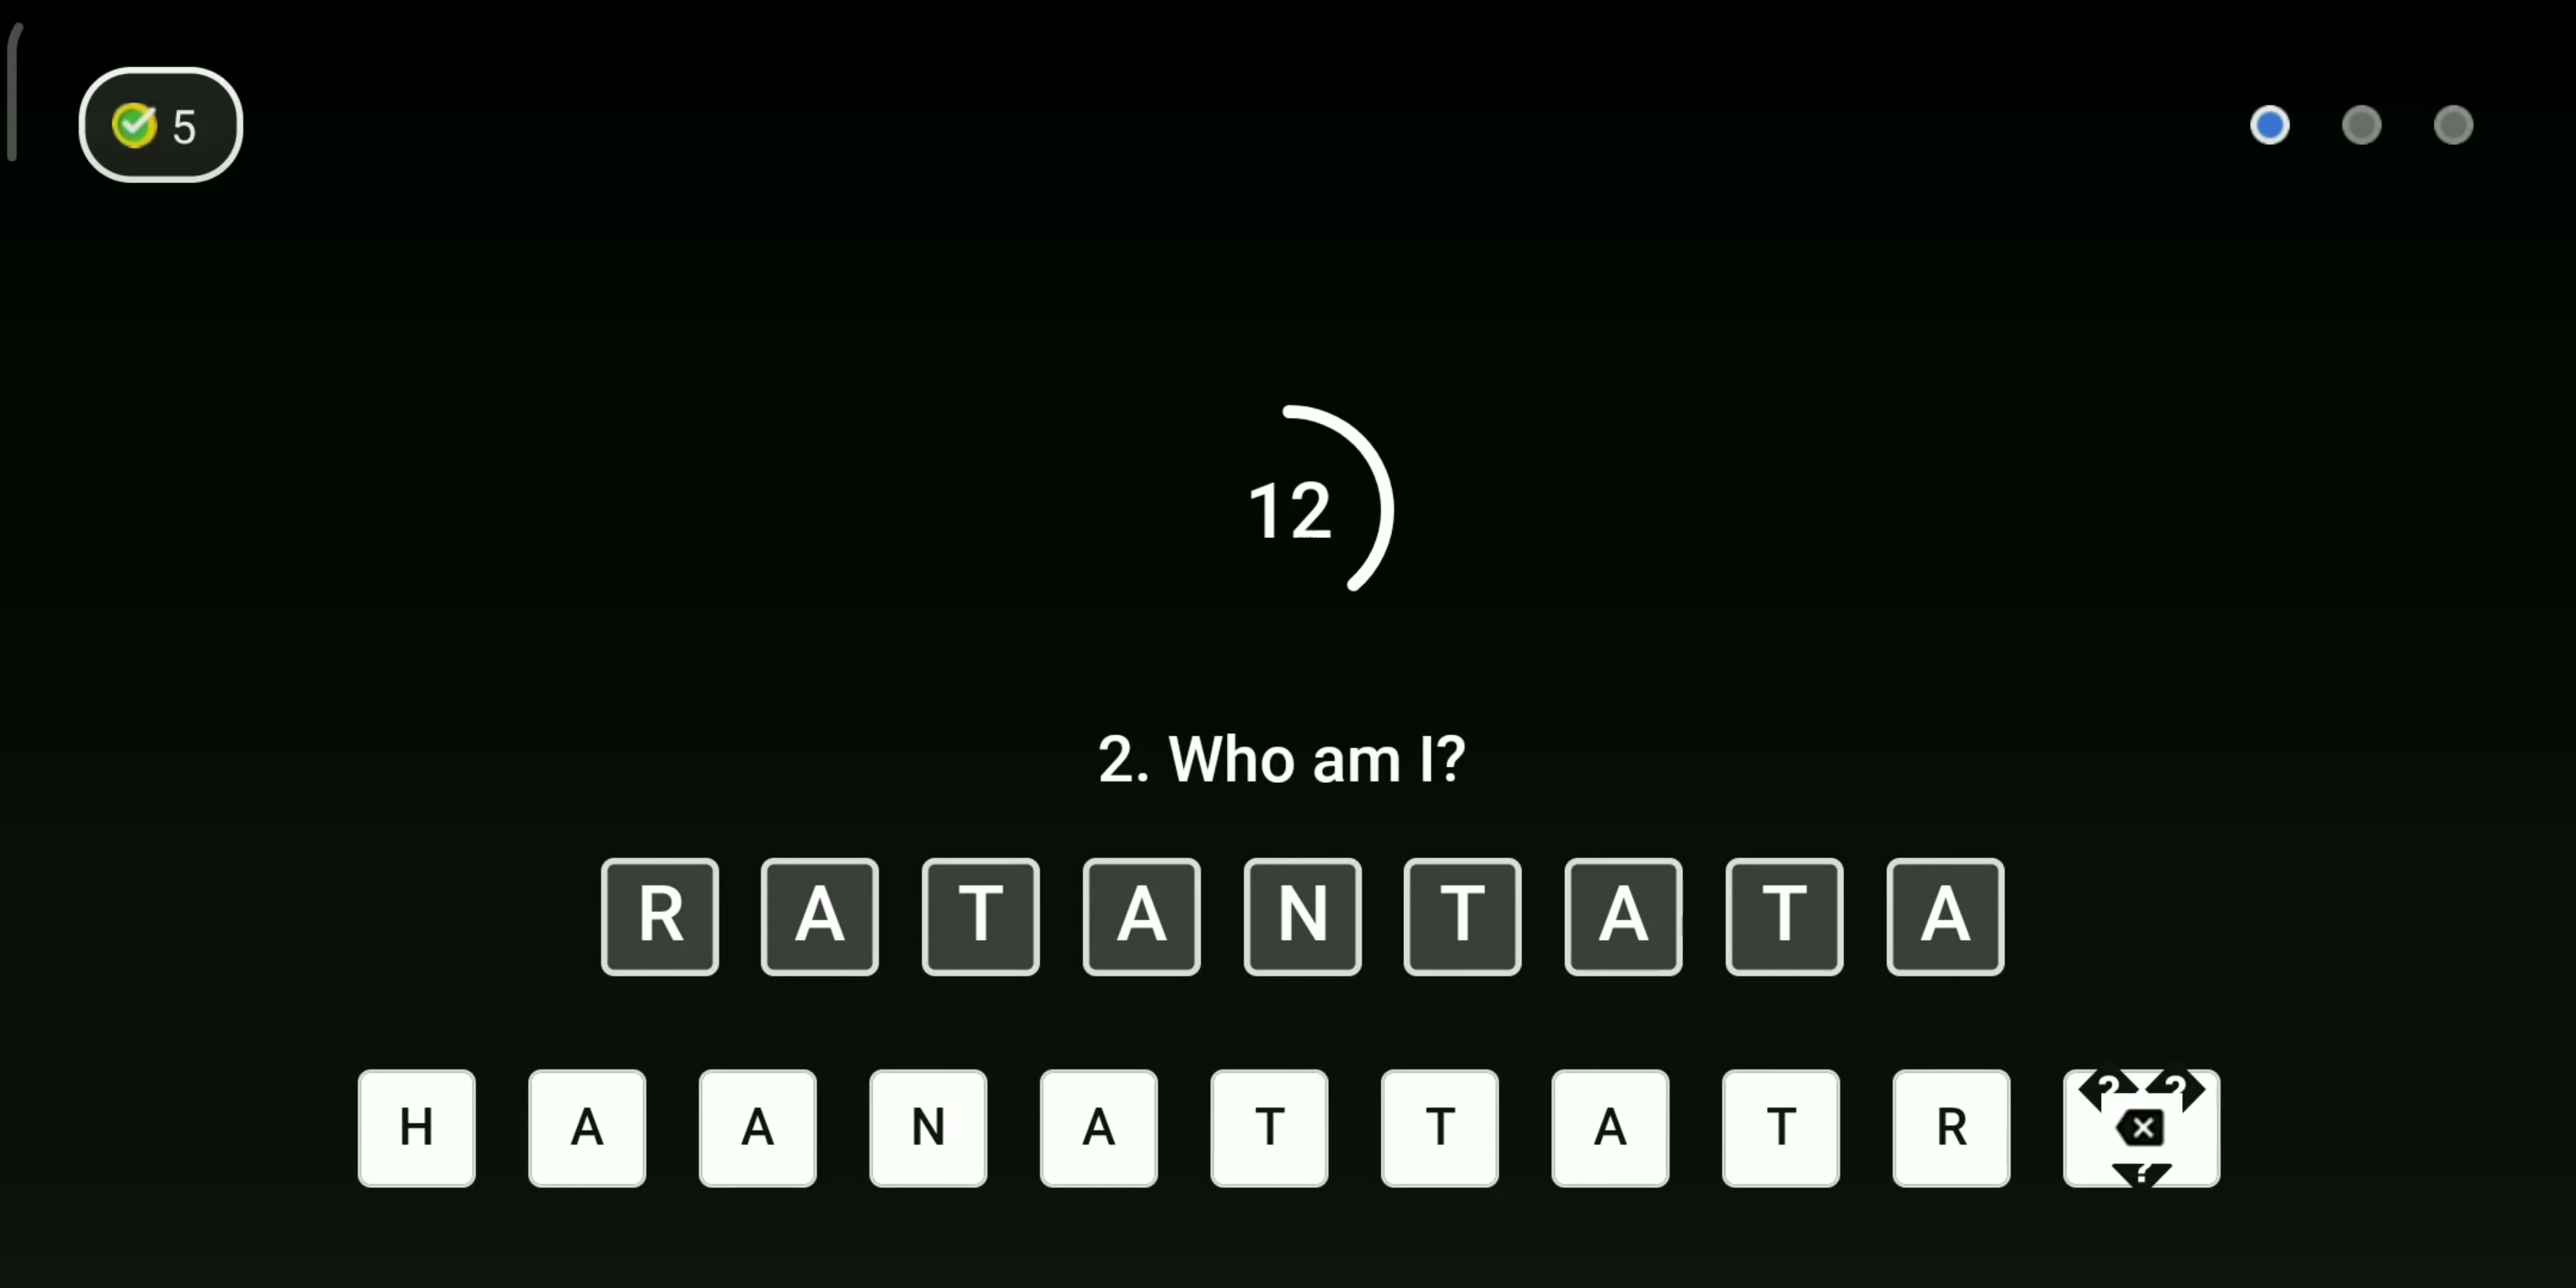 5
12
2. Who am I?
R A T A N T A T A
H A A N A T T A T R
? ?
?